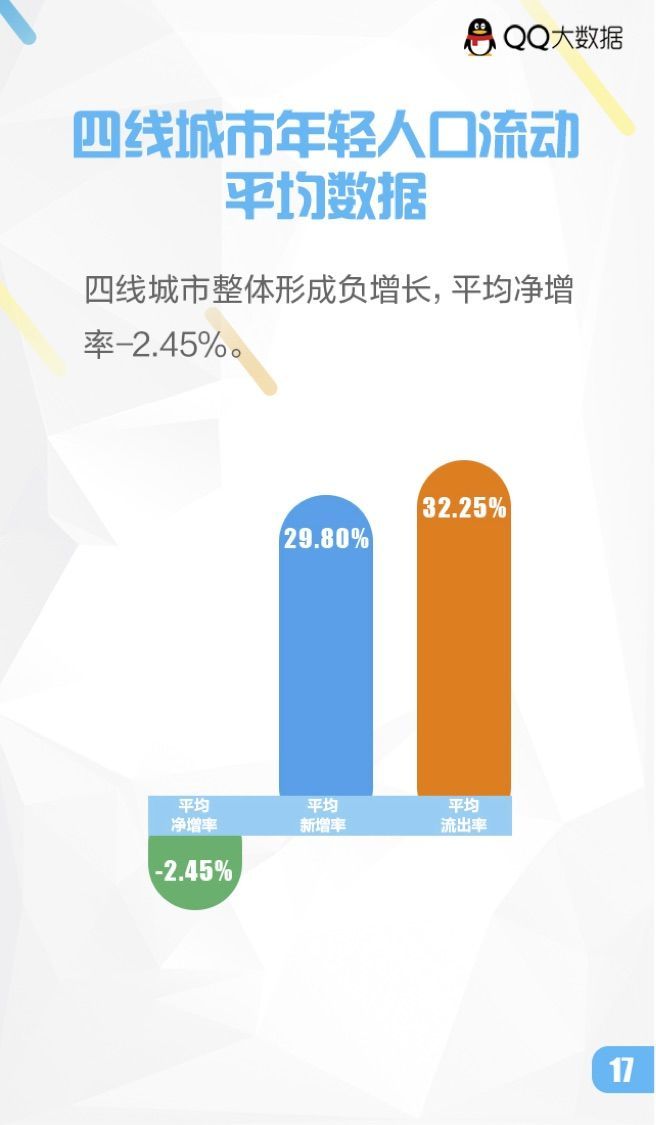 QQ大数据
四线城市年轻人口流动
平均数据
四线城市整体形成负增长，平均净增
率-2.45%。
32.25%
29.80%
平均 平均 平均
净增率 新增率 流出率
-2.45%
17